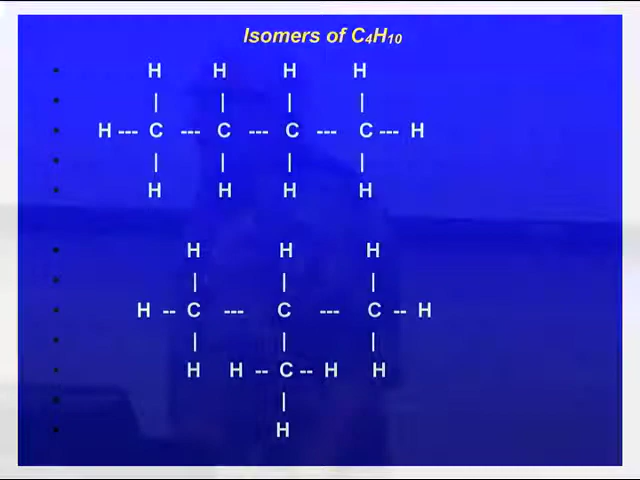 Isomers of C₄H₁₀
• H H H H
• | | | |
• H --- C --- C --- C --- C --- H
• | | | |
• H H H H
• H H H
• | | |
• H -- C --- C --- C -- H
• | | |
• H H -- C -- H H
• |
• H